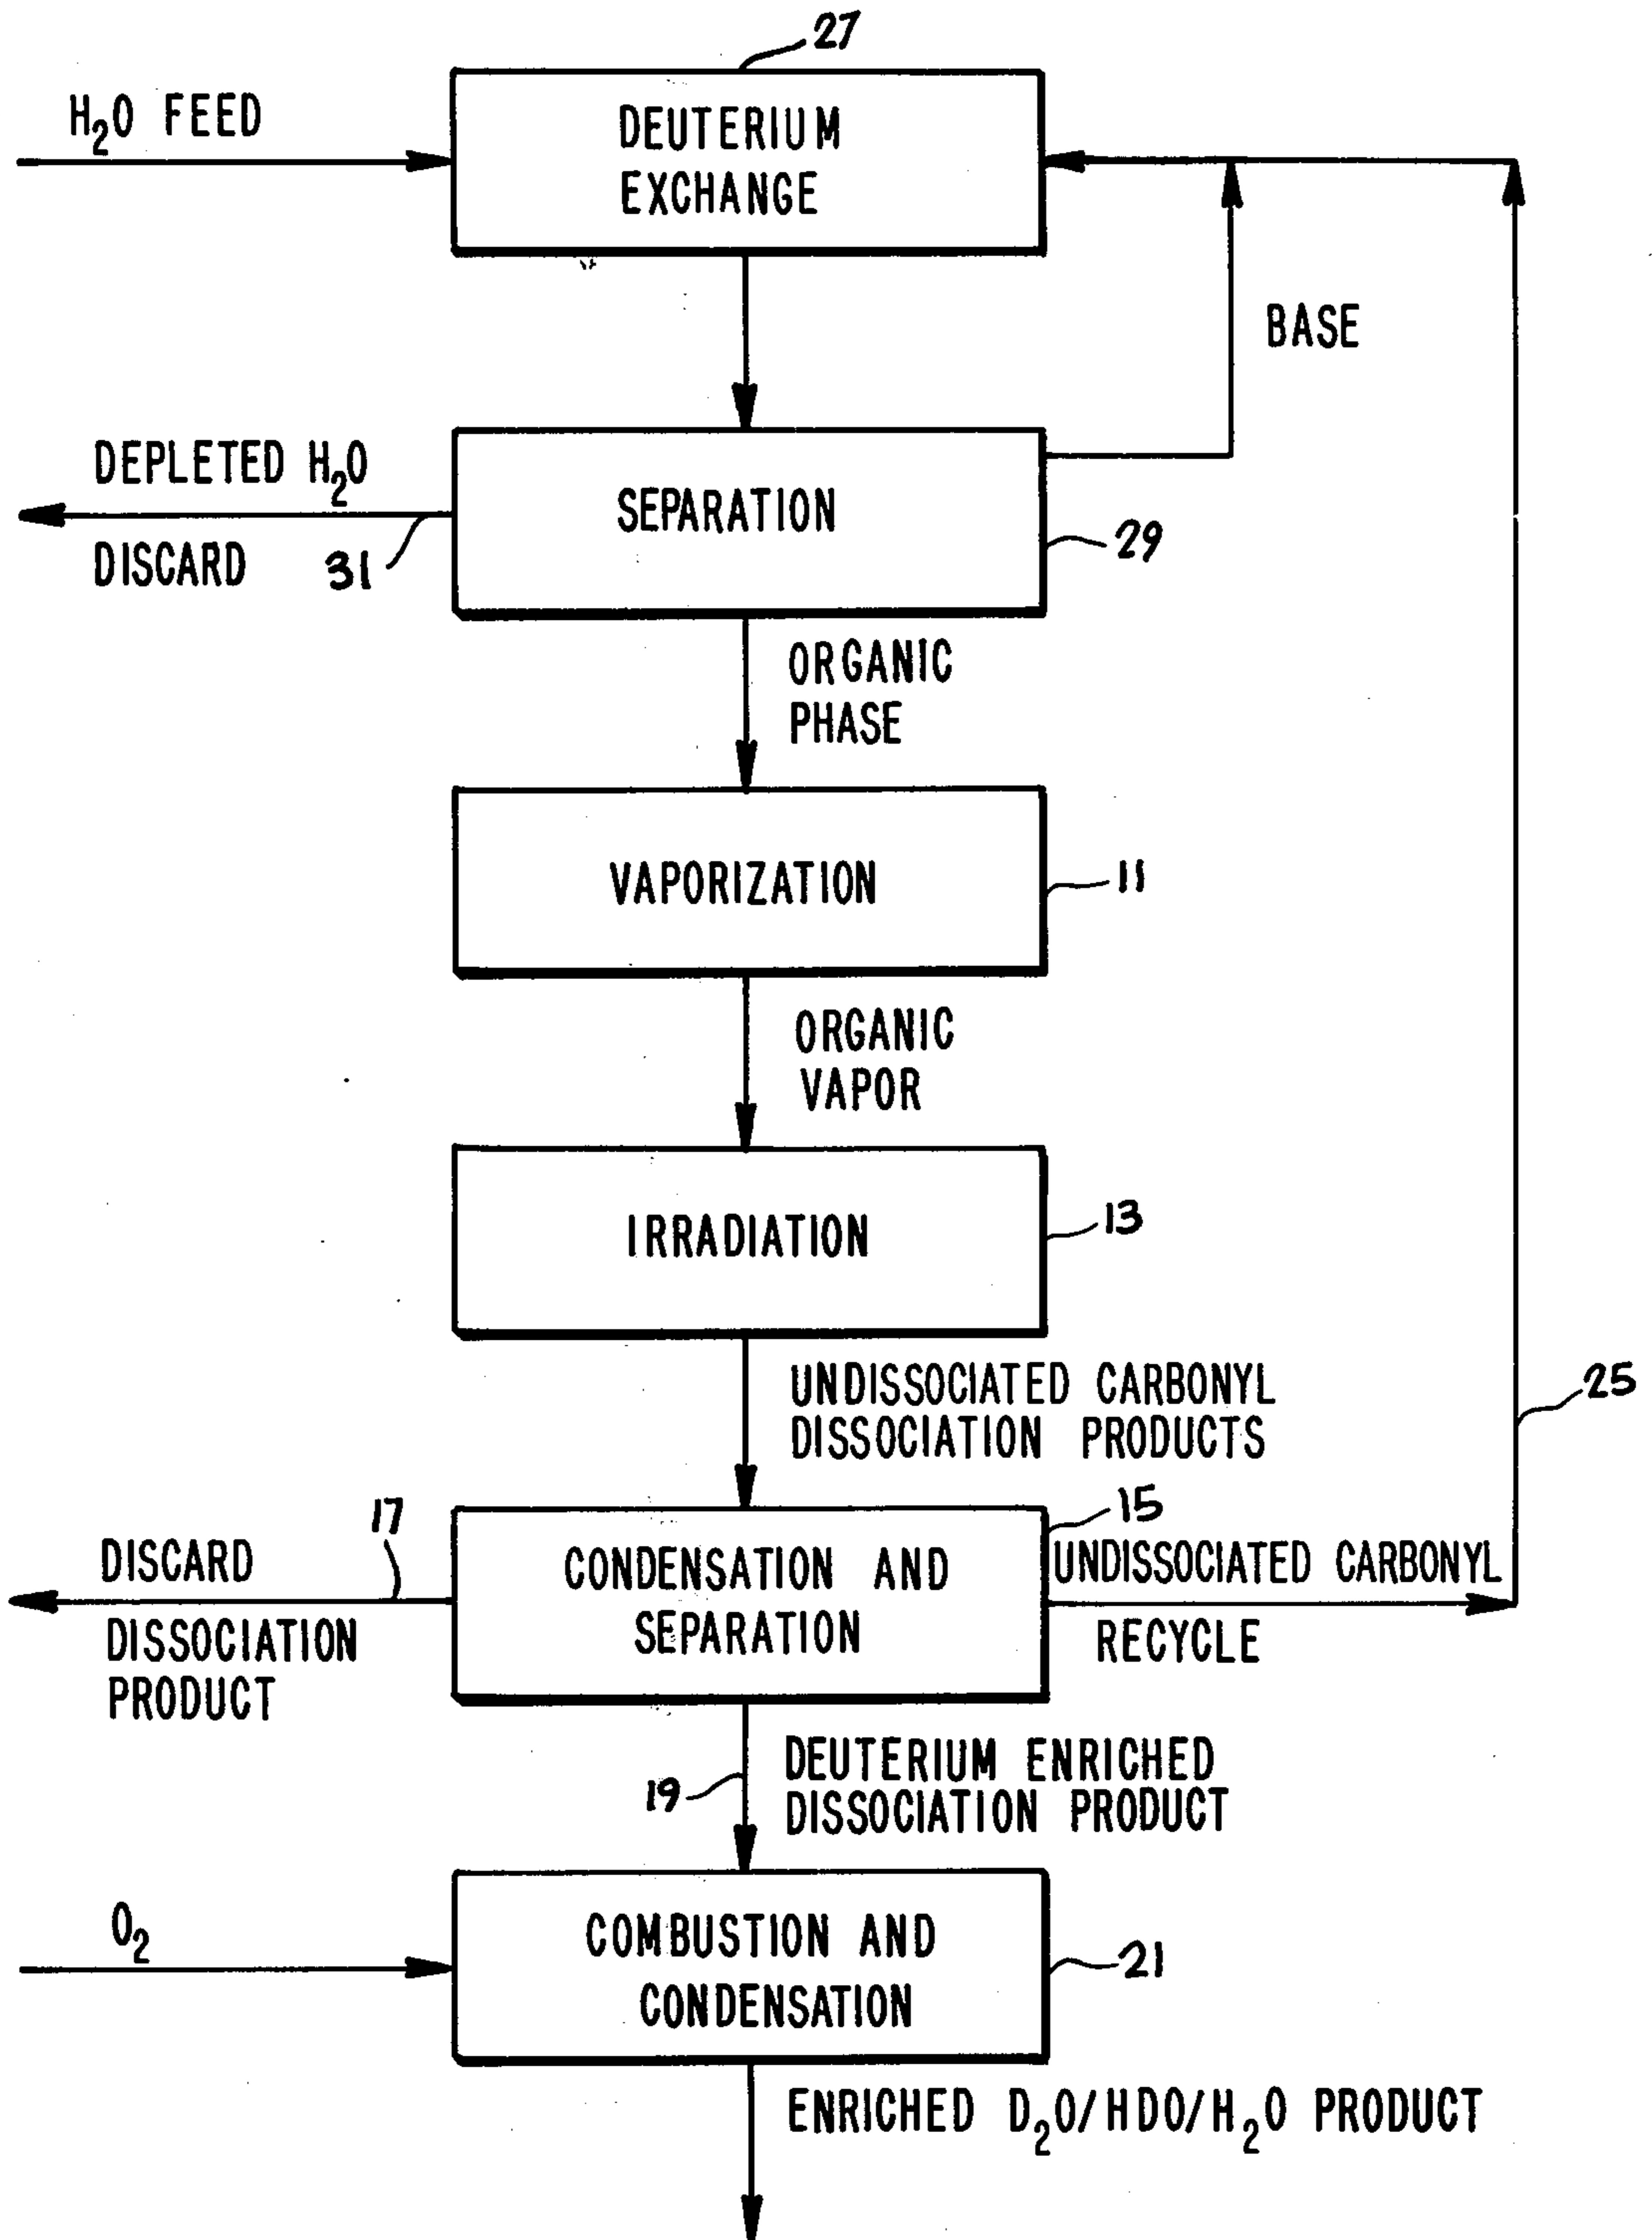 27
H₂O FEED
DEUTERIUM
EXCHANGE
BASE
DEPLETED H₂O
DISCARD
31
SEPARATION
29
ORGANIC
PHASE
VAPORIZATION
11
ORGANIC
VAPOR
IRRADIATION
13
UNDISSOCIATED CARBONYL
DISSOCIATION PRODUCTS
25
17
15
DISCARD
DISSOCIATION
PRODUCT
CONDENSATION AND
SEPARATION
UNDISSOCIATED CARBONYL
RECYCLE
19
DEUTERIUM ENRICHED
DISSOCIATION PRODUCT
O₂
COMBUSTION AND
CONDENSATION
21
ENRICHED D₂O/HDO/H₂O PRODUCT